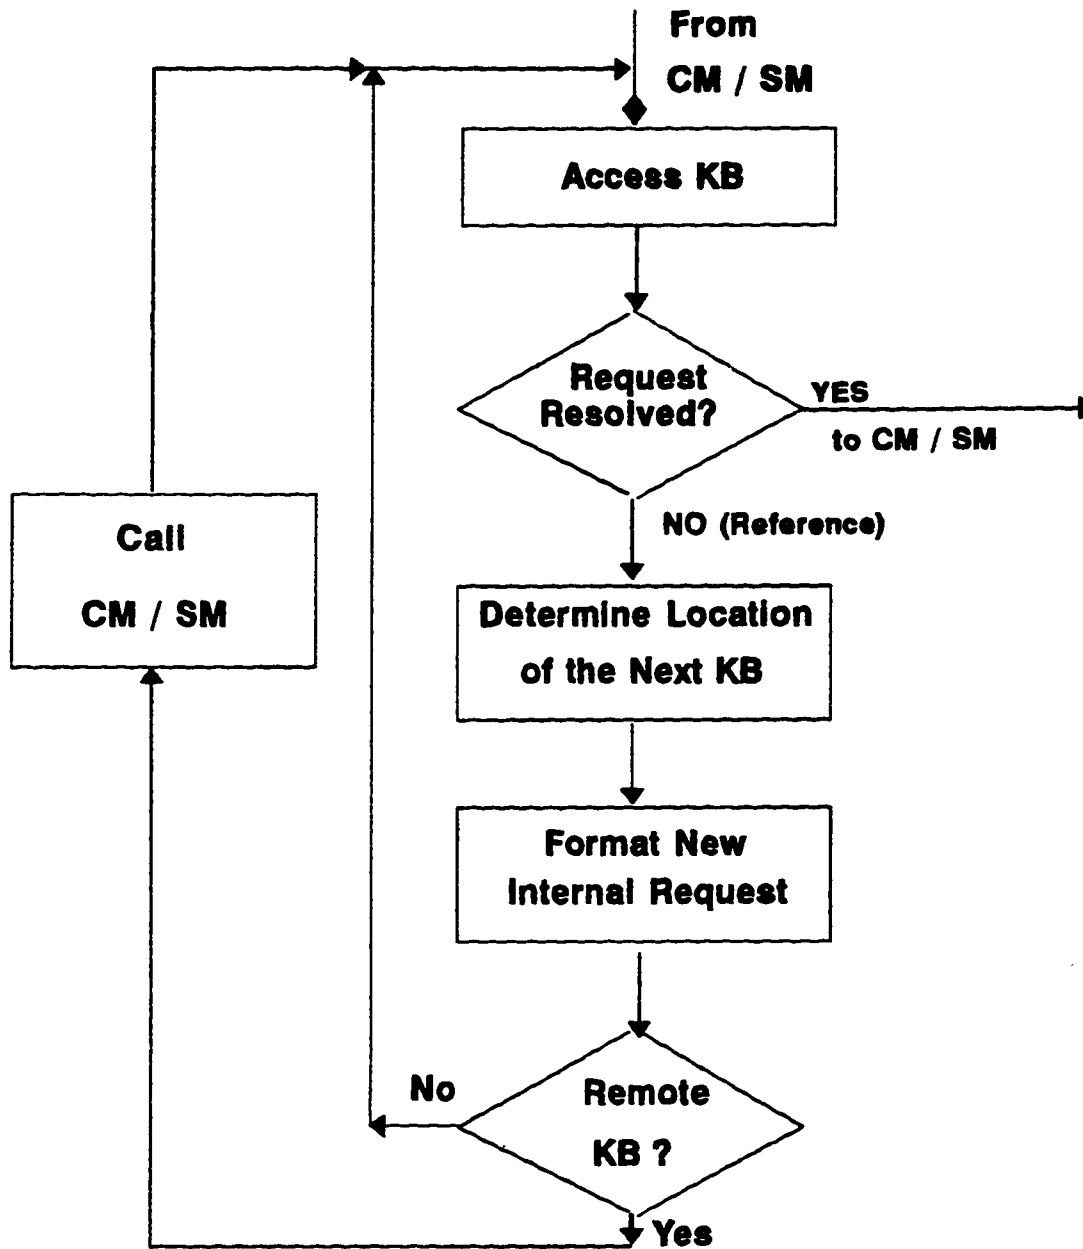 From
CM / SM
Access KB
Request
Resolved?
YES
to CM / SM
NO (Reference)
Call
CM / SM
Determine Location
of the Next KB
Format New
Internal Request
No
Remote
KB ?
Yes